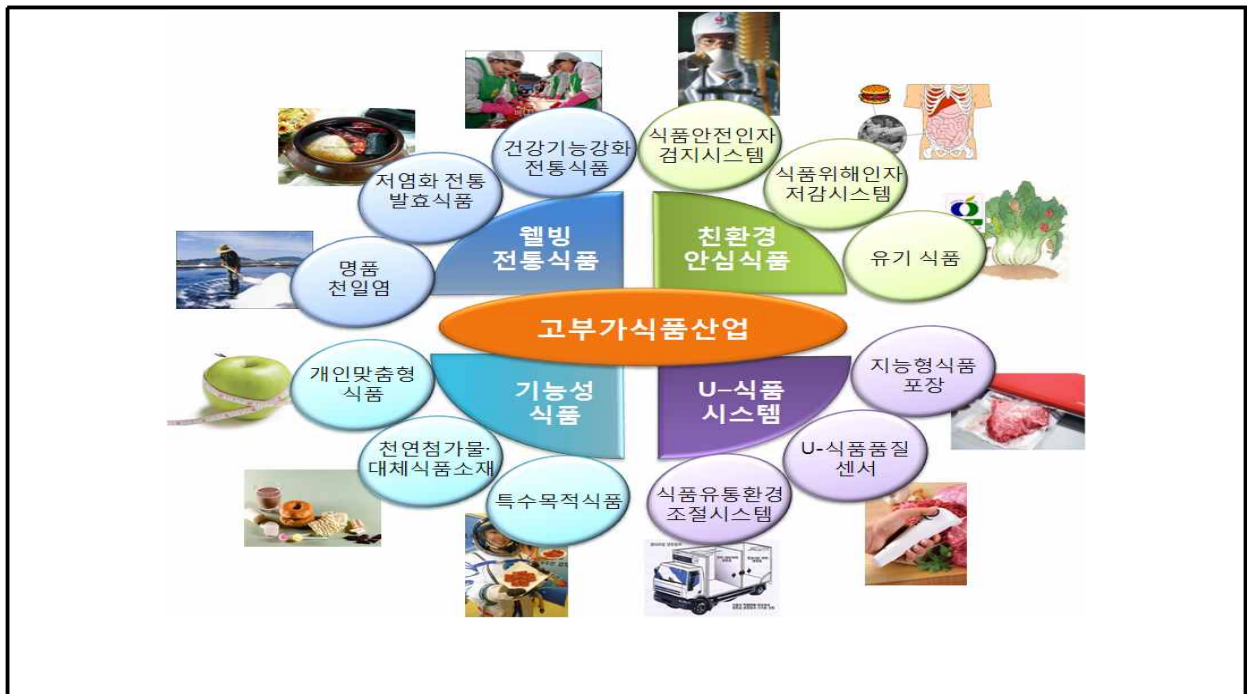 건강기능강화
전통식품
식품안전인자
검지시스템
저염화 전통
발효식품
식품위해인자
저감시스템
명품
천일염
웰빙
전통식품
친환경
안심식품
유기 식품
고부가식품산업
개인맞춤형
식품
기능성
식품
U-식품
시스템
지능형식품
포장
천연첨가물·
대체식품소재
U-식품품질
센서
특수목적식품
식품유통환경
조절시스템